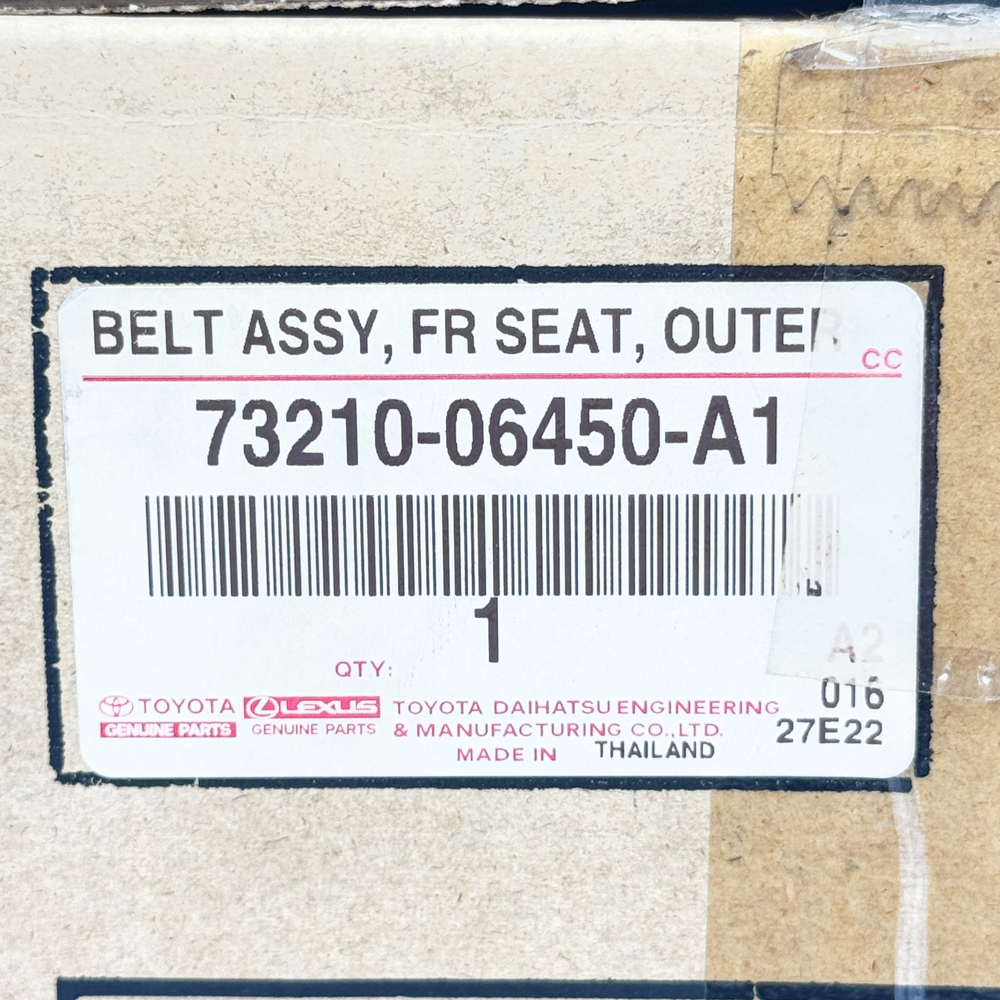 BELT ASSY, FR SEAT, OUTER
CC
73210-06450-A1
1
QTY:
A2
016
27E22
TOYOTA
GENUINE PARTS
LEXUS
GENUINE PARTS
TOYOTA DAIHATSU ENGINEERING
& MANUFACTURING CO.,LTD.
MADE IN THAILAND